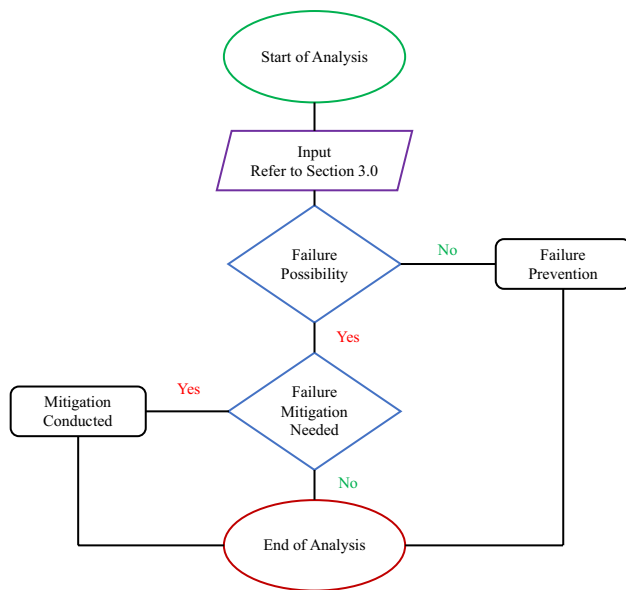 Start of Analysis
Input
Refer to Section 3.0
Failure
Possibility
No
Failure
Prevention
Yes
Failure
Mitigation
Needed
Yes
Mitigation
Conducted
No
End of Analysis